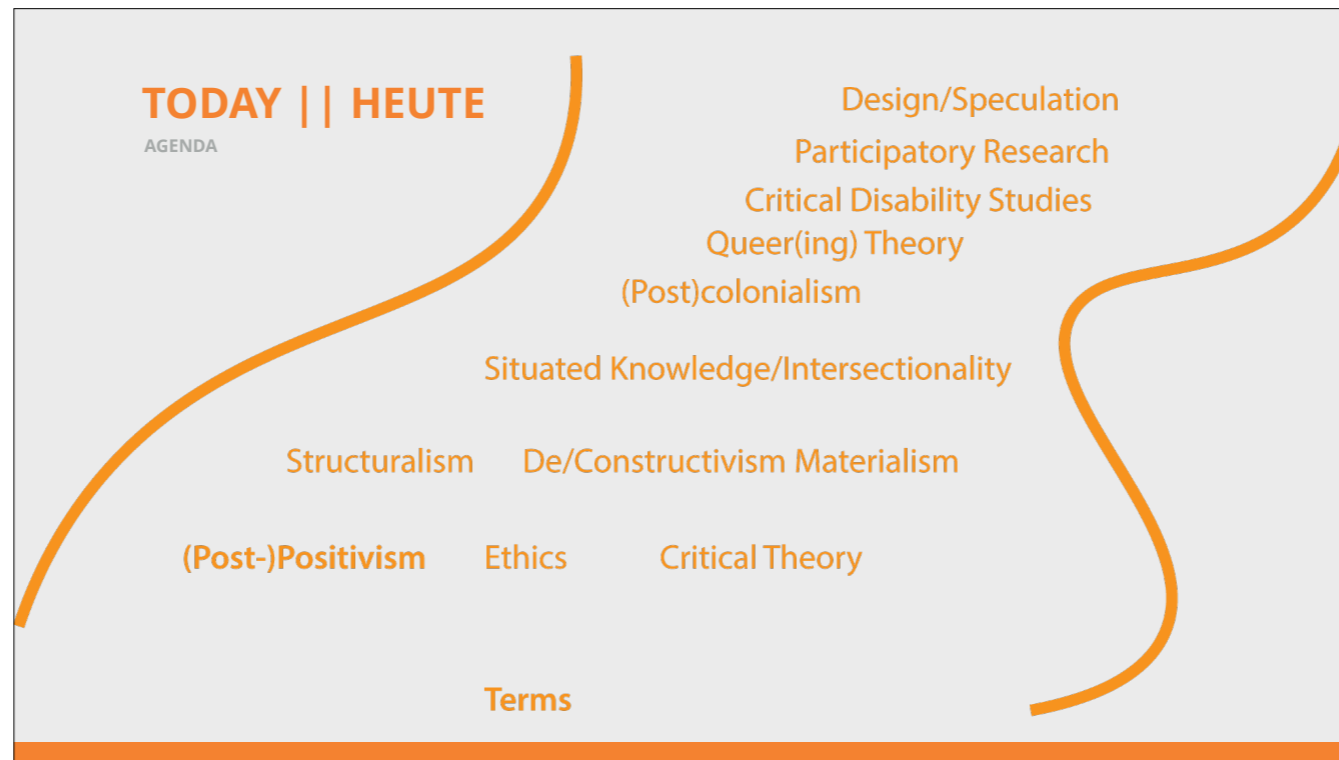 TODAY || HEUTE
AGENDA
Design/Speculation
Participatory Research
Critical Disability Studies
Queer(ing) Theory
(Post)colonialism
Situated Knowledge/Intersectionality
Structuralism De/Constructivism Materialism
(Post-)Positivism Ethics Critical Theory
Terms